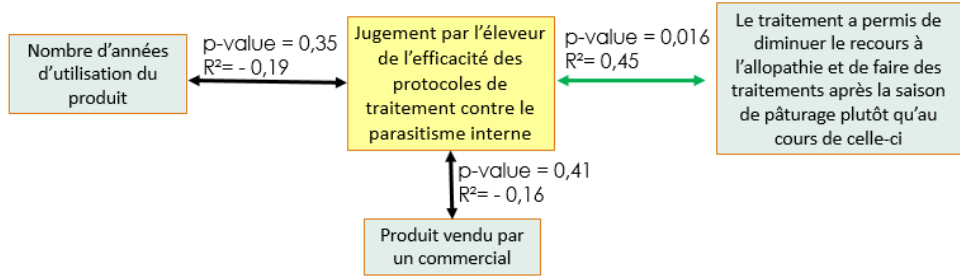 Nombre d'années
d'utilisation du
produit
p-value = 0,35
R²= - 0,19
Jugement par l'éleveur
de l'efficacité des
protocoles de
traitement contre le
parasitisme interne
p-value = 0,016
R²= 0,45
Le traitement a permis de
diminuer le recours à
l'allopathie et de faire des
traitements après la saison
de pâturage plutôt qu'au
cours de celle-ci
p-value = 0,41
R²= - 0,16
Produit vendu par
un commercial